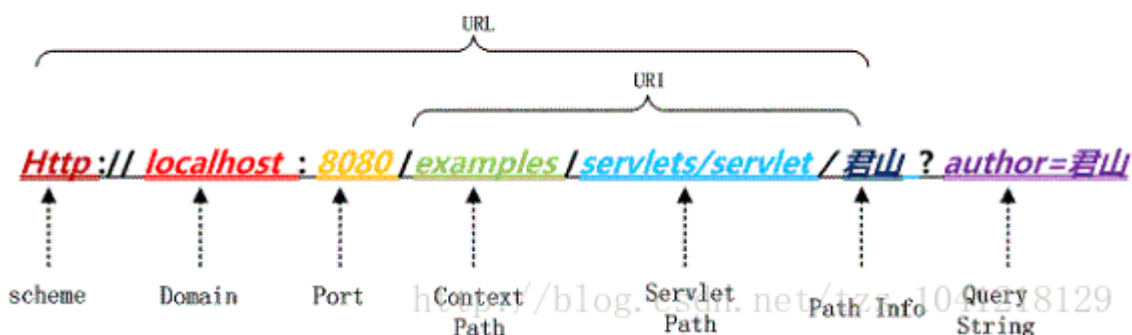 URL
URI
Http:// localhost : 8080 / examples / servlets/servlet / 君山 ? author=君山
scheme Domain Port Context Path Servlet Path Path Info Query String
http://blog.csdn.net/tzs_1041218129